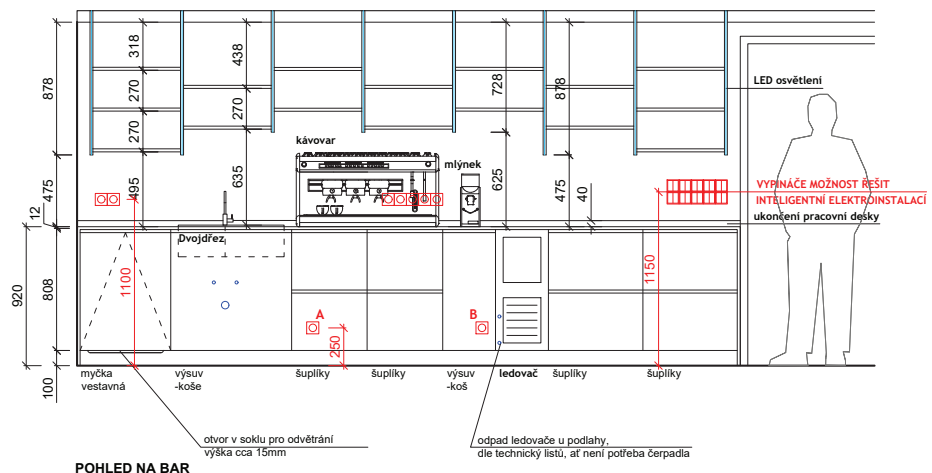 318
438
878
728
878
270
270
270
LED osvětlení
kávovar
mlýnek
475
495
635
625
475
40
VYPINÁČE MOŽNOST ŘEŠIT
INTELIGENTNÍ ELEKTROINSTALACÍ
ukončení pracovní desky
12
Dvojdřez
920
808
1100
1150
A
B
250
100
myčka
vestavná
výsuv
-koše
šuplíky
šuplíky
výsuv
-koš
ledovač
šuplíky
šuplíky
otvor v soklu pro odvětrání
výška cca 15mm
odpad ledovače u podlahy,
dle technický listů, ať není potřeba čerpadla
POHLED NA BAR